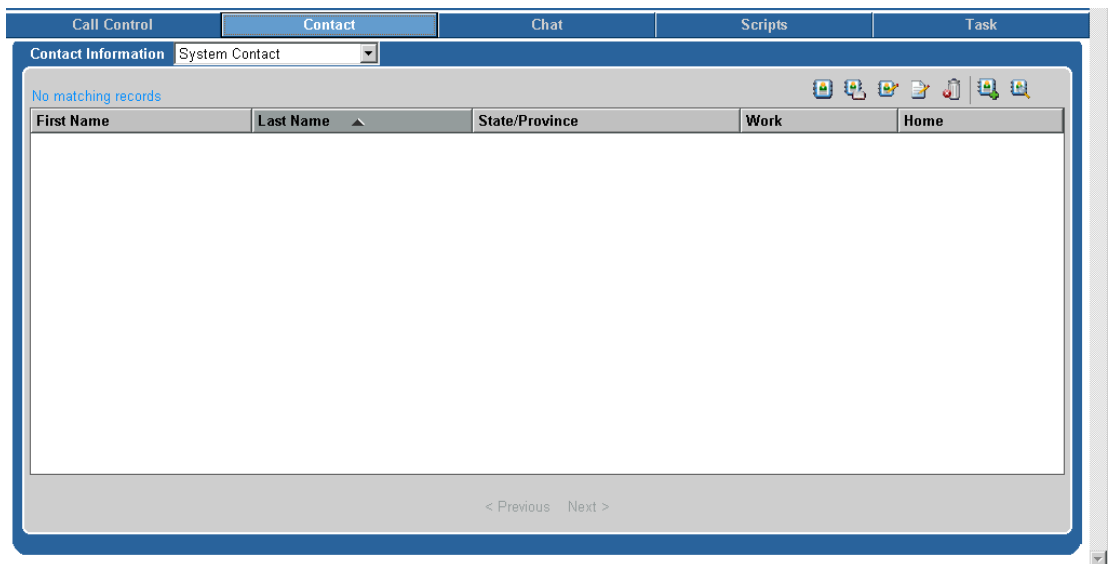 Call Control Contact Chat Scripts Task
Contact Information System Contact
No matching records
First Name Last Name State/Province Work Home
< Previous Next >